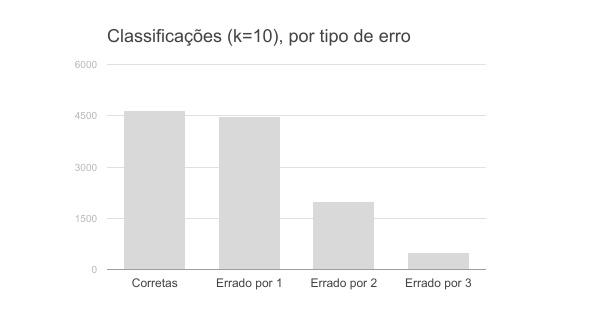 Classificações (k=10), por tipo de erro
6000
4500
3000
1500
0
Corretas Errado por 1 Errado por 2 Errado por 3